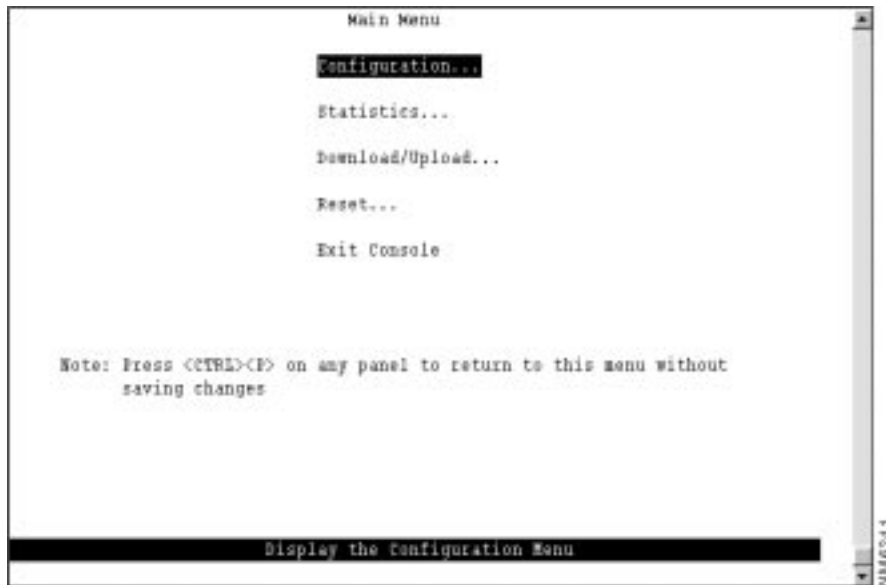 Main Menu
Configuration...
Statistics...
Download/Upload...
Reset...
Exit Console
Note: Press <CTRL><P> on any panel to return to this menu without
saving changes
Display the Configuration Menu